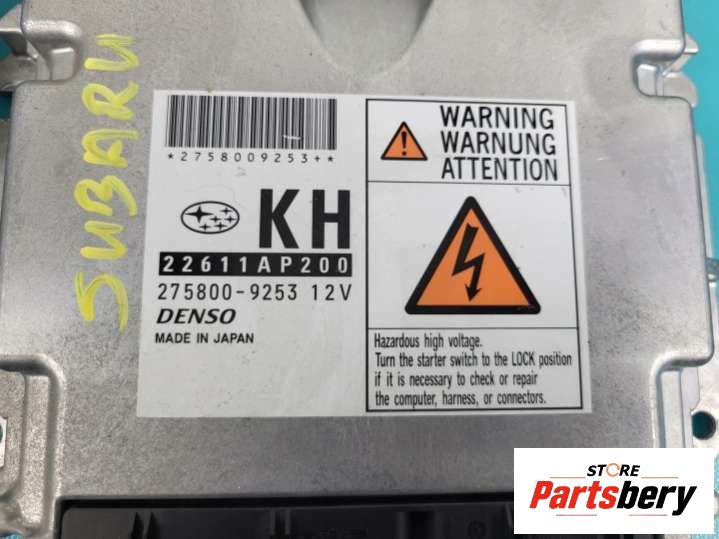 SUBARU
*2758009253+*
KH
22611AP200
275800-9253 12V
DENSO
MADE IN JAPAN
WARNING
WARNUNG
ATTENTION
Hazardous high voltage.
Turn the starter switch to the LOCK position
if it is necessary to check or repair
the computer, harness, or connectors.
STORE
Partsbery